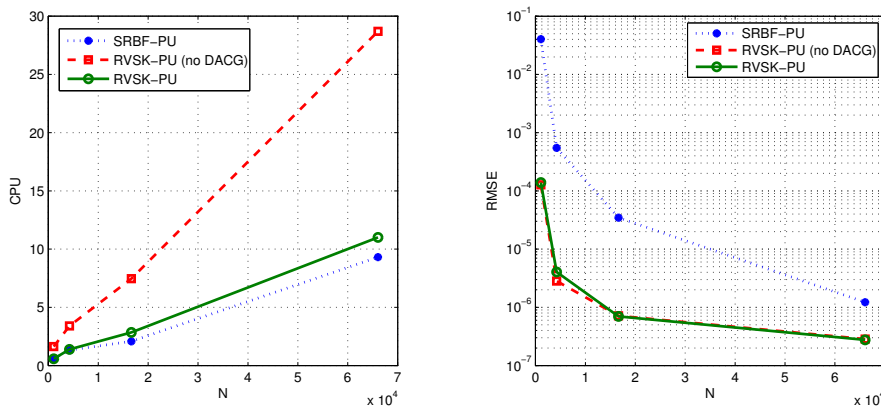 30
25
20
15
10
5
0
CPU
SRBF−PU
RVSK−PU (no DACG)
RVSK−PU
0 1 2 3 4 5 6 7
N
x 10^4
10^−1
10^−2
10^−3
10^−4
10^−5
10^−6
10^−7
RMSE
SRBF−PU
RVSK−PU (no DACG)
RVSK−PU
0 1 2 3 4 5 6
N